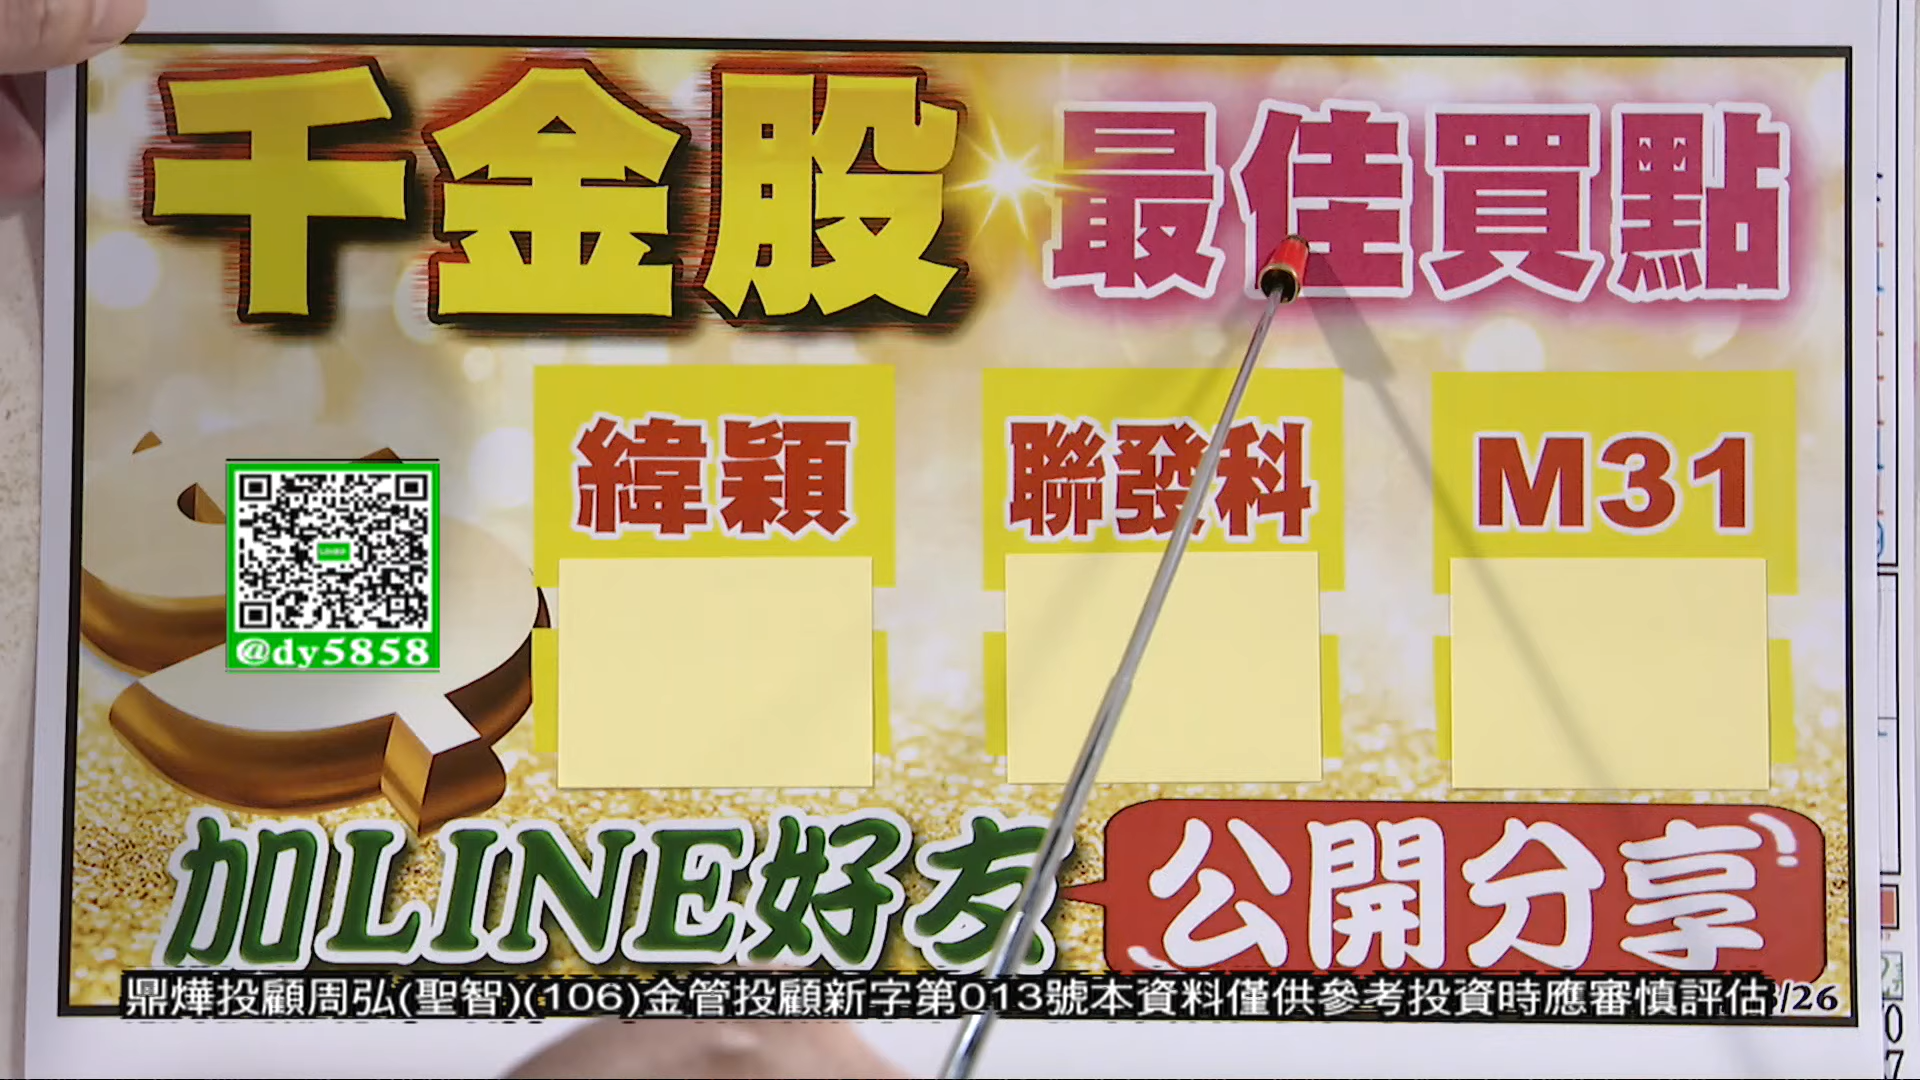 千金股 最佳買點
緯穎 聯發科 M31
@dy5858
加LINE好友 公開分享
鼎燁投顧周弘(聖智)(106)金管投顧新字第013號本資料僅供參考投資時應審慎評估
/26